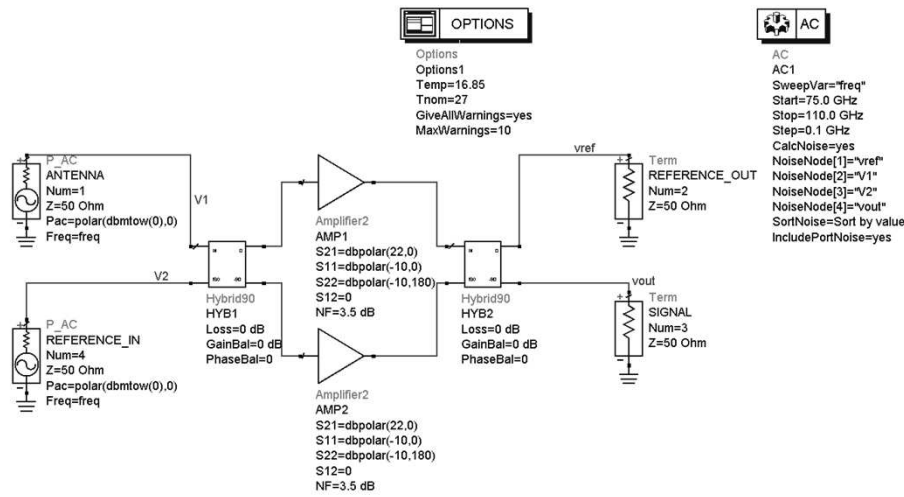 OPTIONS
Options
Options1
Temp=16.85
Tnom=27
GiveAllWarnings=yes
MaxWarnings=10
AC
AC
AC1
SweepVar="freq"
Start=75.0 GHz
Stop=110.0 GHz
Step=0.1 GHz
CalcNoise=yes
NoiseNode[1]="vref"
NoiseNode[2]="V1"
NoiseNode[3]="V2"
NoiseNode[4]="vout"
SortNoise=Sort by value
IncludePortNoise=yes
P_AC
ANTENNA
Num=1
Z=50 Ohm
Pac=polar(dbmtow(0),0)
Freq=freq
V1
V2
P_AC
REFERENCE_IN
Num=4
Z=50 Ohm
Pac=polar(dbmtow(0),0)
Freq=freq
Hybrid90
HYB1
Loss=0 dB
GainBal=0 dB
PhaseBal=0
Amplifier2
AMP1
S21=dbpolar(22,0)
S11=dbpolar(-10,0)
S22=dbpolar(-10,180)
S12=0
NF=3.5 dB
Amplifier2
AMP2
S21=dbpolar(22,0)
S11=dbpolar(-10,0)
S22=dbpolar(-10,180)
S12=0
NF=3.5 dB
Hybrid90
HYB2
Loss=0 dB
GainBal=0 dB
PhaseBal=0
vref
Term
REFERENCE_OUT
Num=2
Z=50 Ohm
vout
Term
SIGNAL
Num=3
Z=50 Ohm